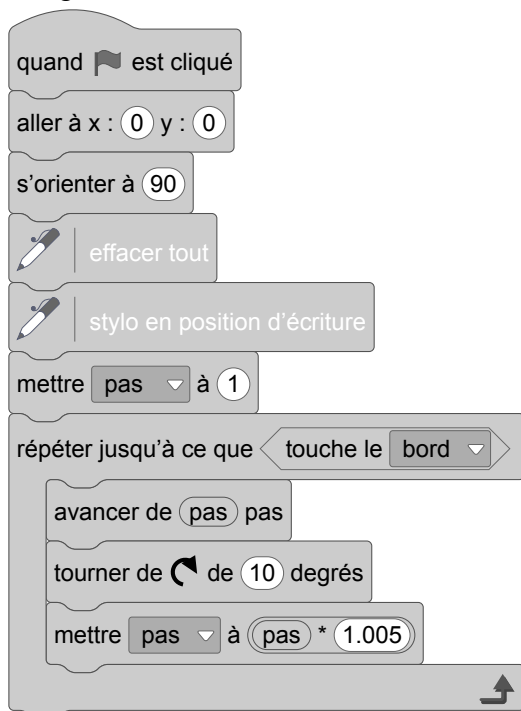 quand est cliqué
aller à x : 0 y : 0
s'orienter à 90
effacer tout
stylo en position d'écriture
mettre pas à 1
répéter jusqu'à ce que touche le bord
avancer de pas pas
tourner de de 10 degrés
mettre pas à pas * 1.005